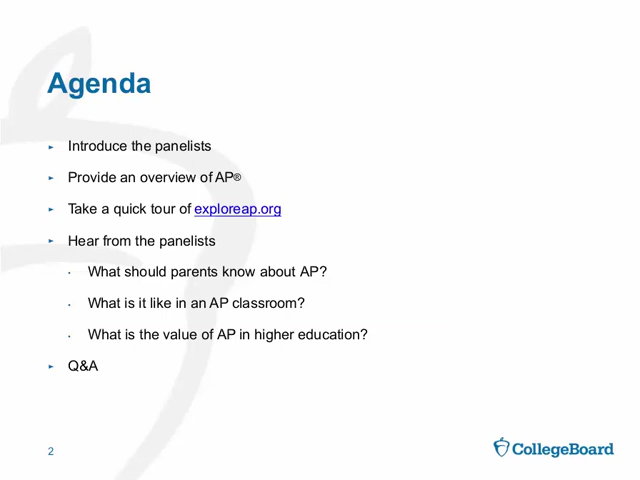 Agenda
► Introduce the panelists
► Provide an overview of AP®
► Take a quick tour of exploreap.org
► Hear from the panelists
• What should parents know about AP?
• What is it like in an AP classroom?
• What is the value of AP in higher education?
► Q&A
2
CollegeBoard